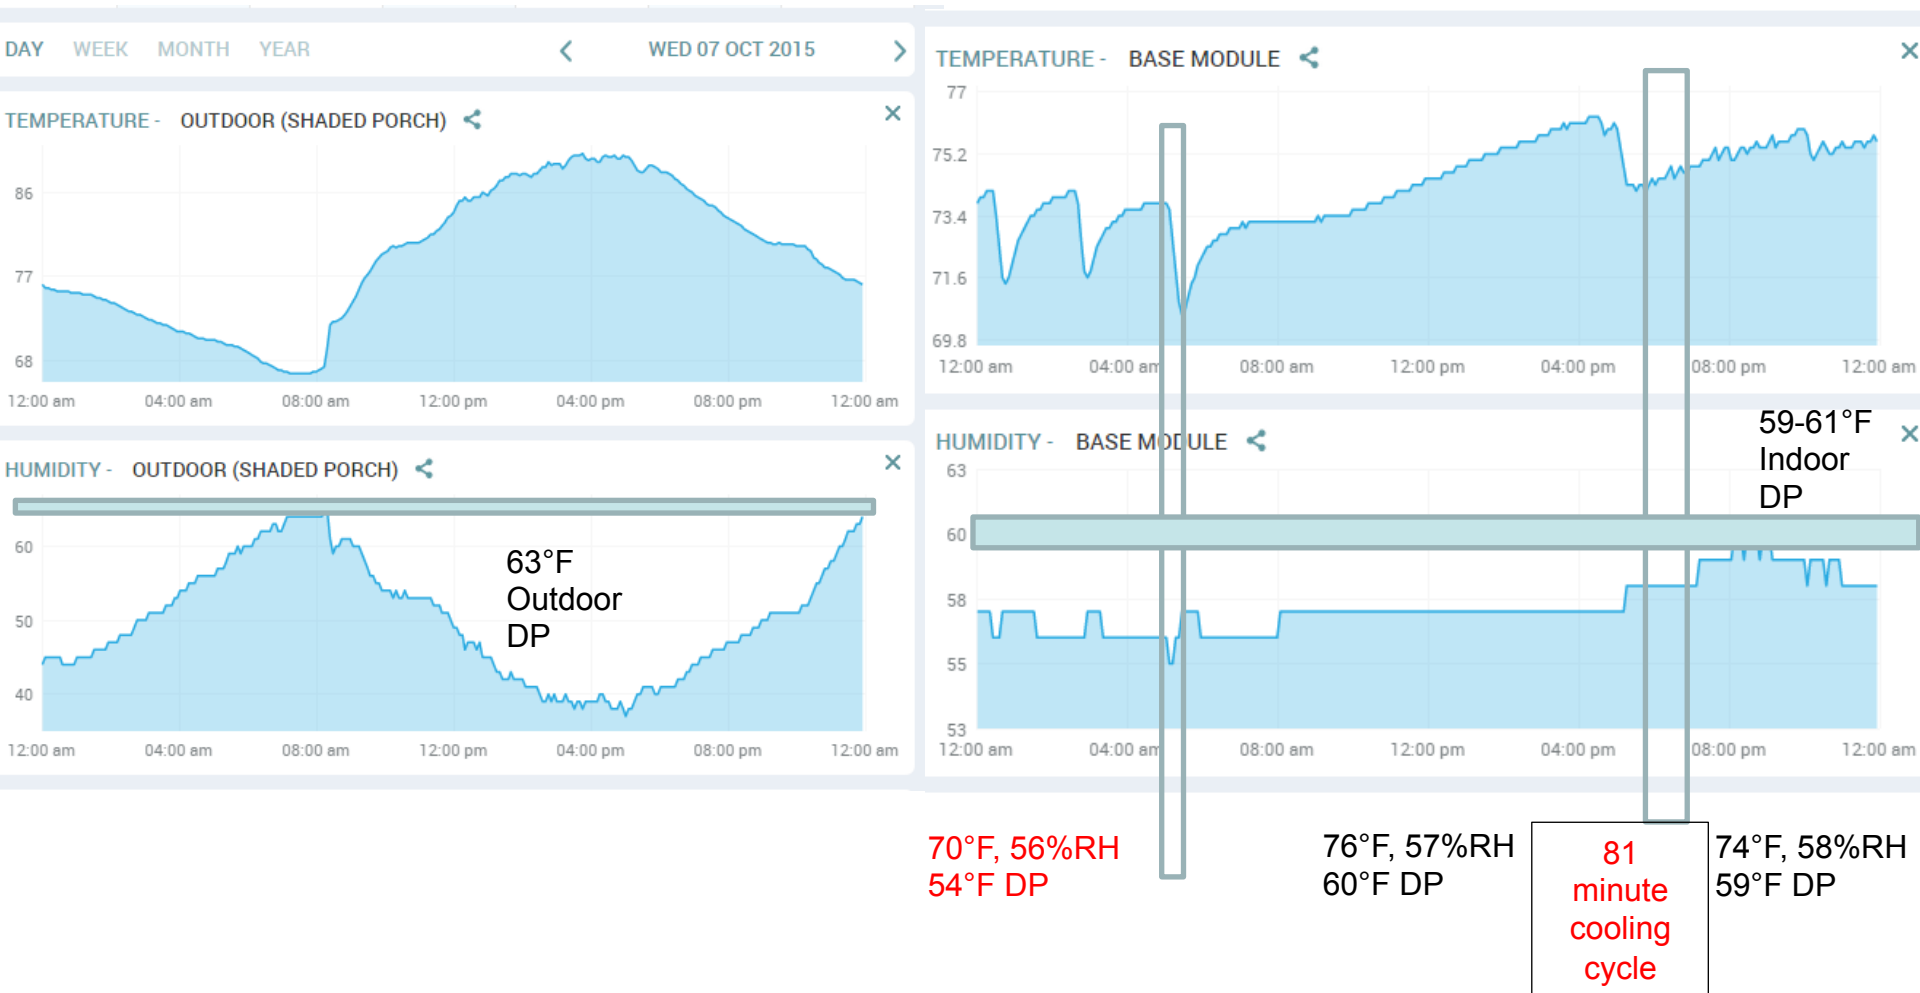 DAY WEEK MONTH YEAR WED 07 OCT 2015
TEMPERATURE - OUTDOOR (SHADED PORCH)
86
77
68
12:00 am 04:00 am 08:00 am 12:00 pm 04:00 pm 08:00 pm 12:00 am
HUMIDITY - OUTDOOR (SHADED PORCH)
60
50
40
63°F
Outdoor
DP
12:00 am 04:00 am 08:00 am 12:00 pm 04:00 pm 08:00 pm 12:00 am
TEMPERATURE - BASE MODULE
77
75.2
73.4
71.6
69.8
12:00 am 04:00 am 08:00 am 12:00 pm 04:00 pm 08:00 pm 12:00 am
HUMIDITY - BASE MODULE
59-61°F
Indoor
DP
63
60
58
55
53
12:00 am 04:00 am 08:00 am 12:00 pm 04:00 pm 08:00 pm 12:00 am
70°F, 56%RH
54°F DP
76°F, 57%RH
60°F DP
81
minute
cooling
cycle
74°F, 58%RH
59°F DP